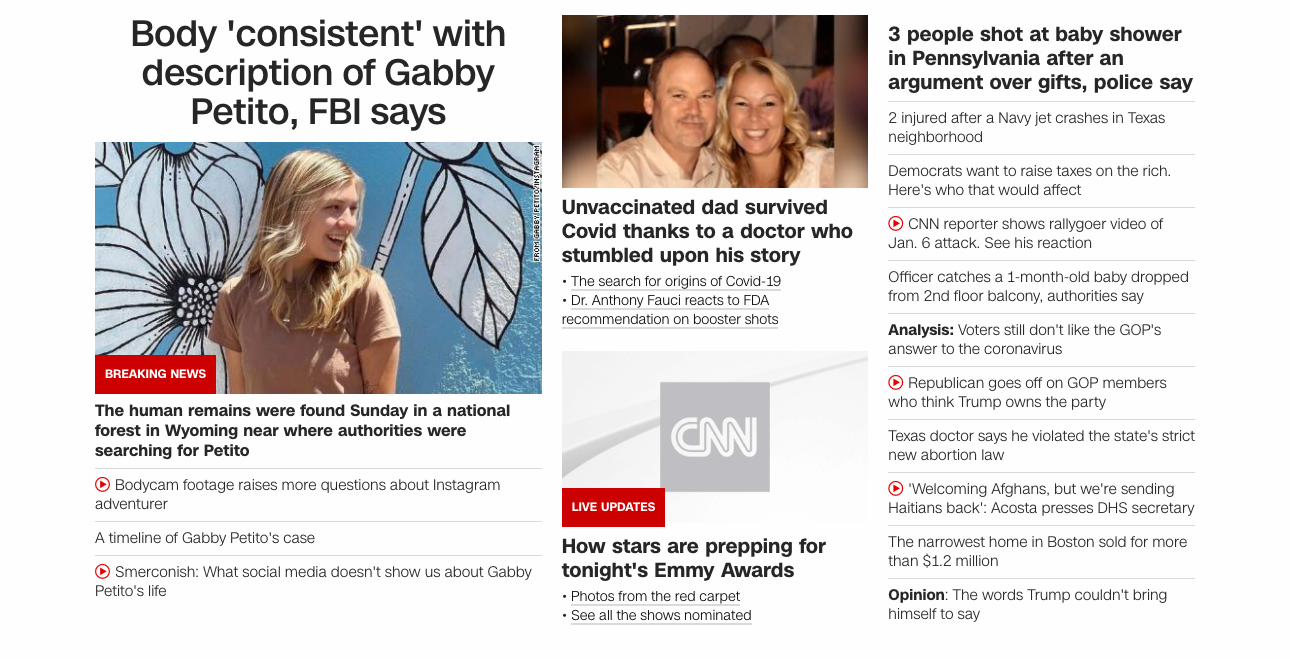 Body 'consistent' with
description of Gabby
Petito, FBI says
FROM GABBY PETITO/INSTAGRAM
BREAKING NEWS
The human remains were found Sunday in a national
forest in Wyoming near where authorities were
searching for Petito
Bodycam footage raises more questions about Instagram
adventurer
A timeline of Gabby Petito's case
Smerconish: What social media doesn't show us about Gabby
Petito's life
Unvaccinated dad survived
Covid thanks to a doctor who
stumbled upon his story
• The search for origins of Covid-19
• Dr. Anthony Fauci reacts to FDA
recommendation on booster shots
CNN
LIVE UPDATES
How stars are prepping for
tonight's Emmy Awards
• Photos from the red carpet
• See all the shows nominated
3 people shot at baby shower
in Pennsylvania after an
argument over gifts, police say
2 injured after a Navy jet crashes in Texas
neighborhood
Democrats want to raise taxes on the rich.
Here's who that would affect
CNN reporter shows rallygoer video of
Jan. 6 attack. See his reaction
Officer catches a 1-month-old baby dropped
from 2nd floor balcony, authorities say
Analysis: Voters still don't like the GOP's
answer to the coronavirus
Republican goes off on GOP members
who think Trump owns the party
Texas doctor says he violated the state's strict
new abortion law
'Welcoming Afghans, but we're sending
Haitians back': Acosta presses DHS secretary
The narrowest home in Boston sold for more
than $1.2 million
Opinion: The words Trump couldn't bring
himself to say